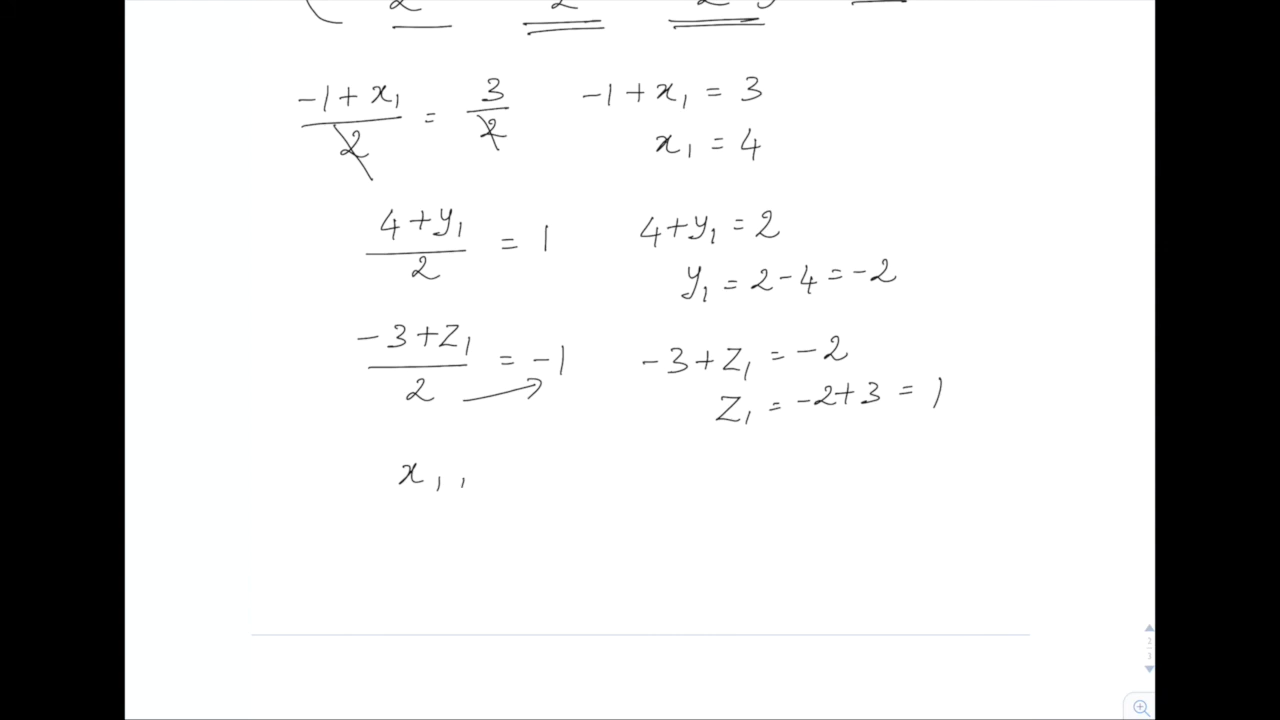 (-1 + x₁)/2 = 3/2    -1 + x₁ = 3
x₁ = 4
(4 + y₁)/2 = 1    4 + y₁ = 2
y₁ = 2 - 4 = -2
(-3 + z₁)/2 = -1    -3 + z₁ = -2
z₁ = -2 + 3 = 1
x₁,